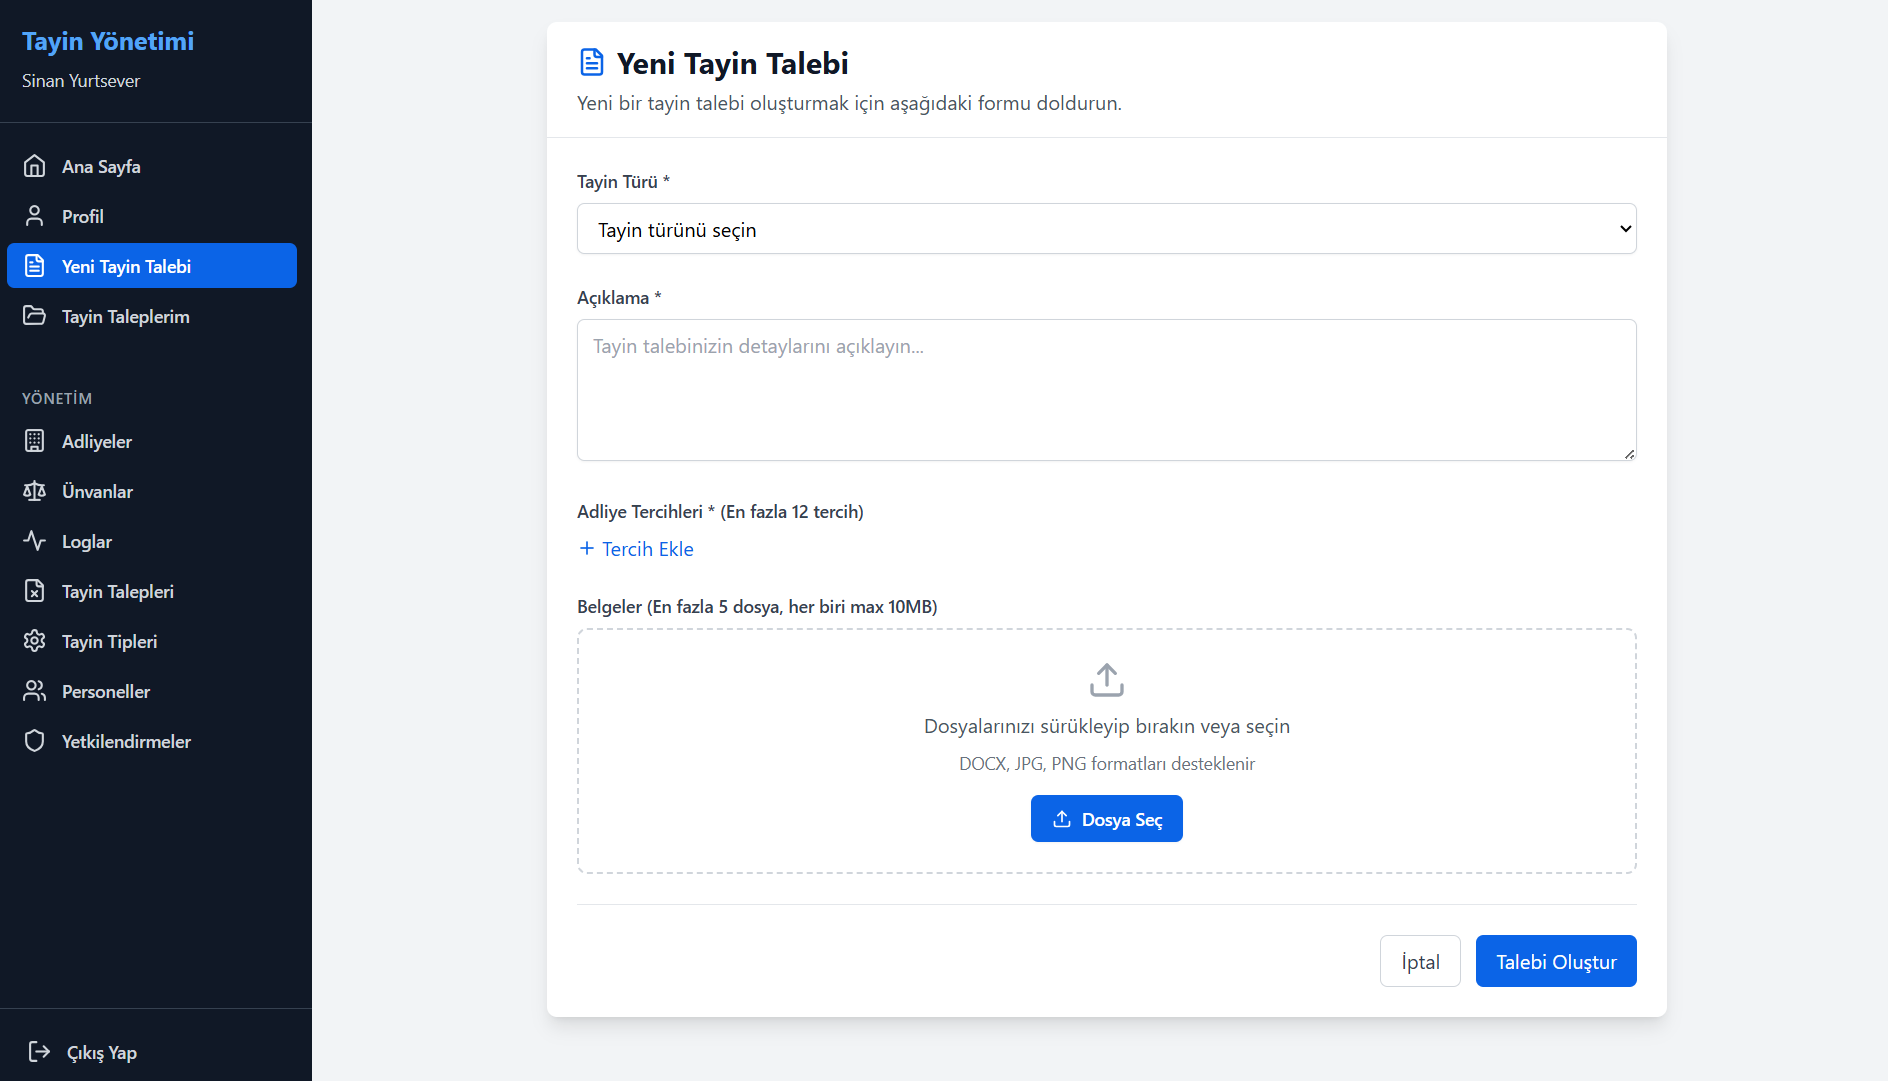 Tayin Yönetimi
Sinan Yurtsever
Ana Sayfa
Profil
Yeni Tayin Talebi
Tayin Taleplerim
YÖNETİM
Adliyeler
Ünvanlar
Loglar
Tayin Talepleri
Tayin Tipleri
Personeller
Yetkilendirmeler
Çıkış Yap
Yeni Tayin Talebi
Yeni bir tayin talebi oluşturmak için aşağıdaki formu doldurun.
Tayin Türü *
Tayin türünü seçin
Açıklama *
Tayin talebinizin detaylarını açıklayın...
Adliye Tercihleri * (En fazla 12 tercih)
+ Tercih Ekle
Belgeler (En fazla 5 dosya, her biri max 10MB)
Dosyalarınızı sürükleyip bırakın veya seçin
DOCX, JPG, PNG formatları desteklenir
Dosya Seç
İptal
Talebi Oluştur